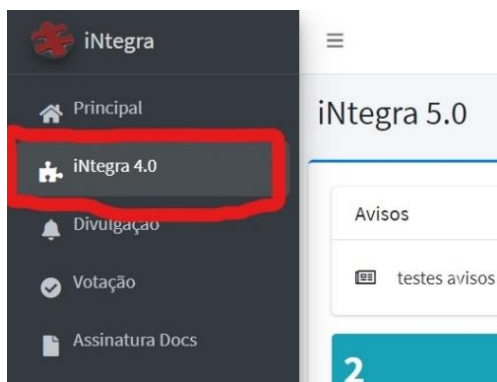 iNtegra
Principal
iNtegra 4.0
Divulgação
Votação
Assinatura Docs
iNtegra 5.0
Avisos
testes avisos
2